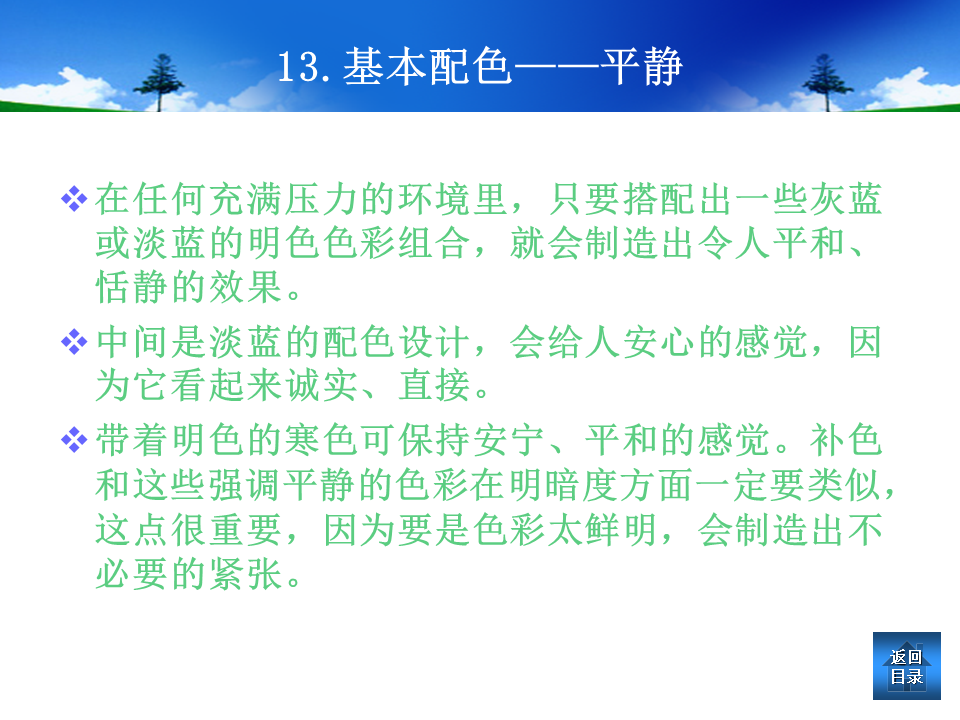 13.基本配色——平静
在任何充满压力的环境里，只要搭配出一些灰蓝
或淡蓝的明色色彩组合，就会制造出令人平和、
恬静的效果。
中间是淡蓝的配色设计，会给人安心的感觉，因
为它看起来诚实、直接。
带着明色的寒色可保持安宁、平和的感觉。补色
和这些强调平静的色彩在明暗度方面一定要类似，
这点很重要，因为要是色彩太鲜明，会制造出不
必要的紧张。
返回
目录